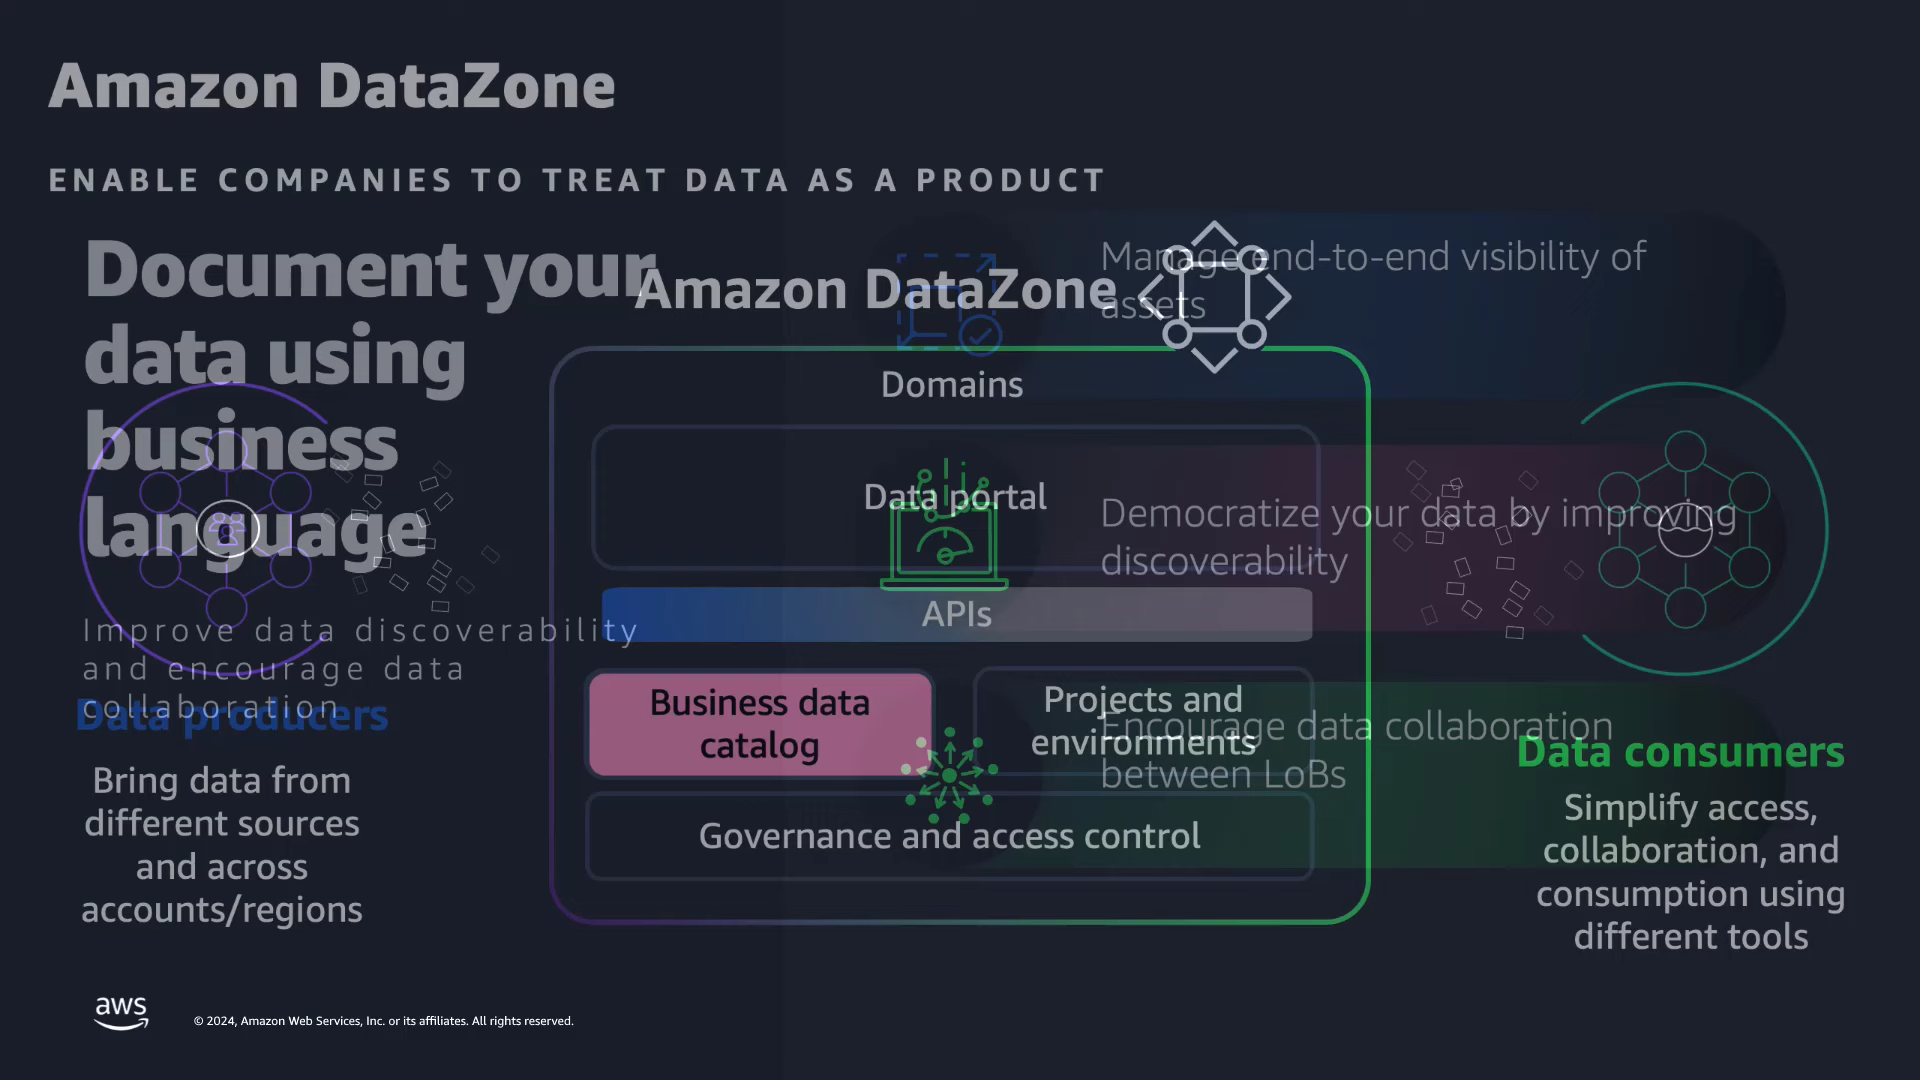 Amazon DataZone
ENABLE COMPANIES TO TREAT DATA AS A PRODUCT
Document your
data using
business
language
Improve data discoverability
and encourage data
collaboration
Data producers
Bring data from
different sources
and across
accounts/regions
Amazon DataZone
Domains
Data portal
APIs
Business data
catalog
Projects and
environments
Governance and access control
Manage end-to-end visibility of
assets
Democratize your data by improving
discoverability
Encourage data collaboration
between LoBs
Data consumers
Simplify access,
collaboration, and
consumption using
different tools
aws
© 2024, Amazon Web Services, Inc. or its affiliates. All rights reserved.